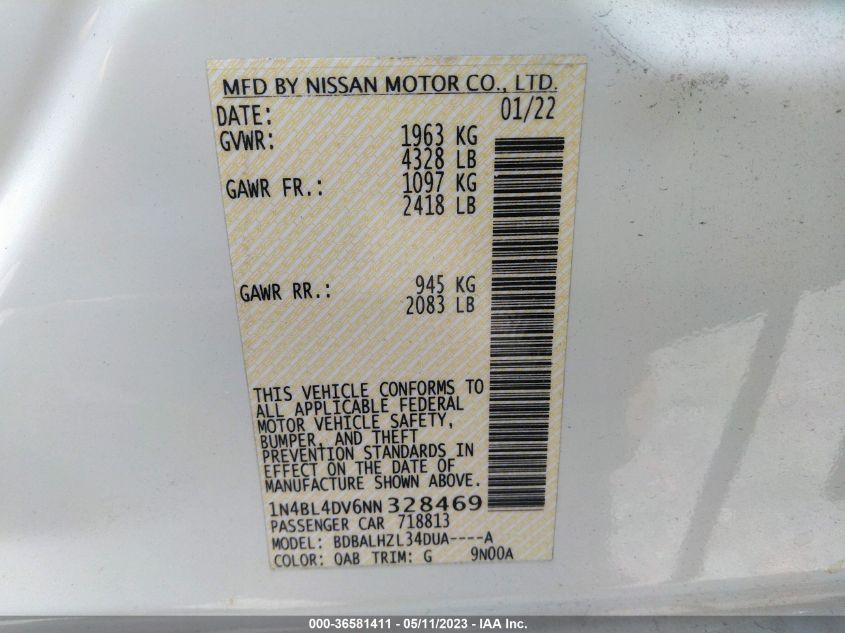 MFD BY NISSAN MOTOR CO., LTD.
DATE: 01/22
GVWR: 1963 KG
4328 LB
GAWR FR.: 1097 KG
2418 LB
GAWR RR.: 945 KG
2083 LB
THIS VEHICLE CONFORMS TO
ALL APPLICABLE FEDERAL
MOTOR VEHICLE SAFETY,
BUMPER, AND THEFT
PREVENTION STANDARDS IN
EFFECT ON THE DATE OF
MANUFACTURE SHOWN ABOVE.
1N4BL4DV6NN328469
PASSENGER CAR 718813
MODEL: BDBALHZL34DUA----A
COLOR: QAB TRIM: G 9N00A
000-36581411 - 05/11/2023 - IAA Inc.